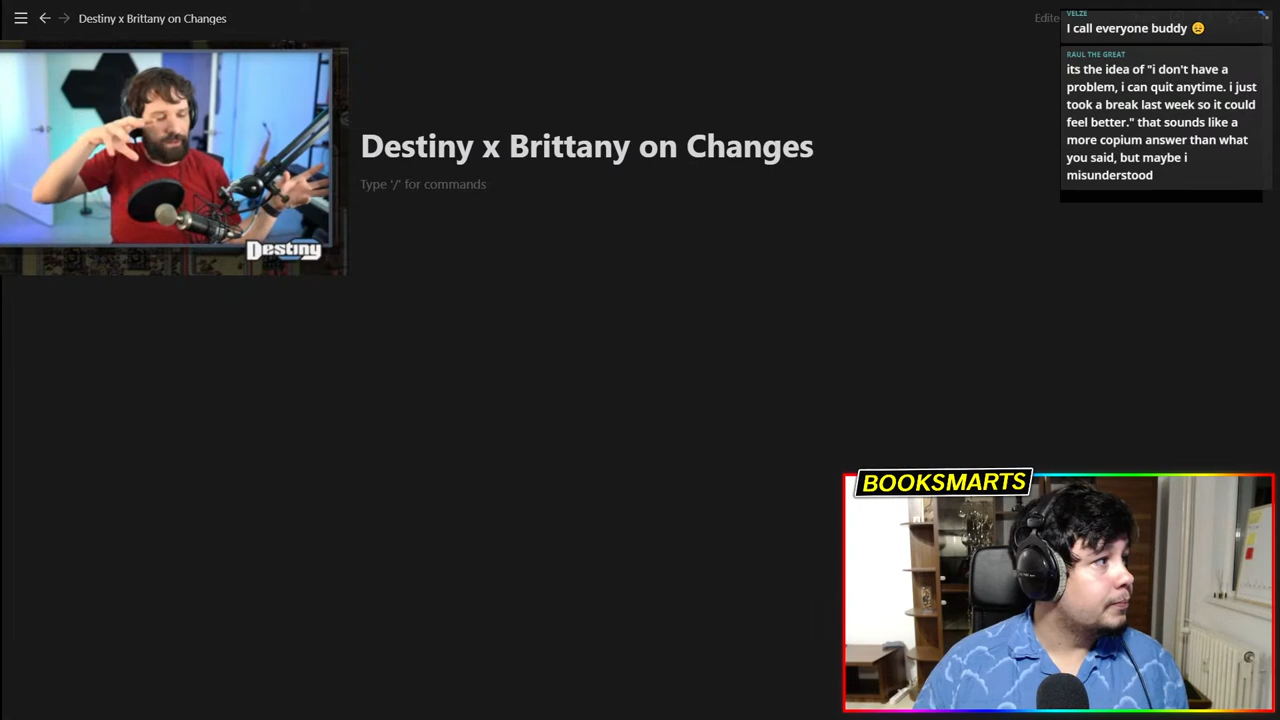 Destiny x Brittany on Changes
Edite
VELZE
I call everyone buddy 😣
RAUL THE GREAT
its the idea of "i don't have a
problem, i can quit anytime. i just
took a break last week so it could
feel better." that sounds like a
more copium answer than what
you said, but maybe i
misunderstood
Destiny x Brittany on Changes
Type '/' for commands
Destiny
BOOKSMARTS